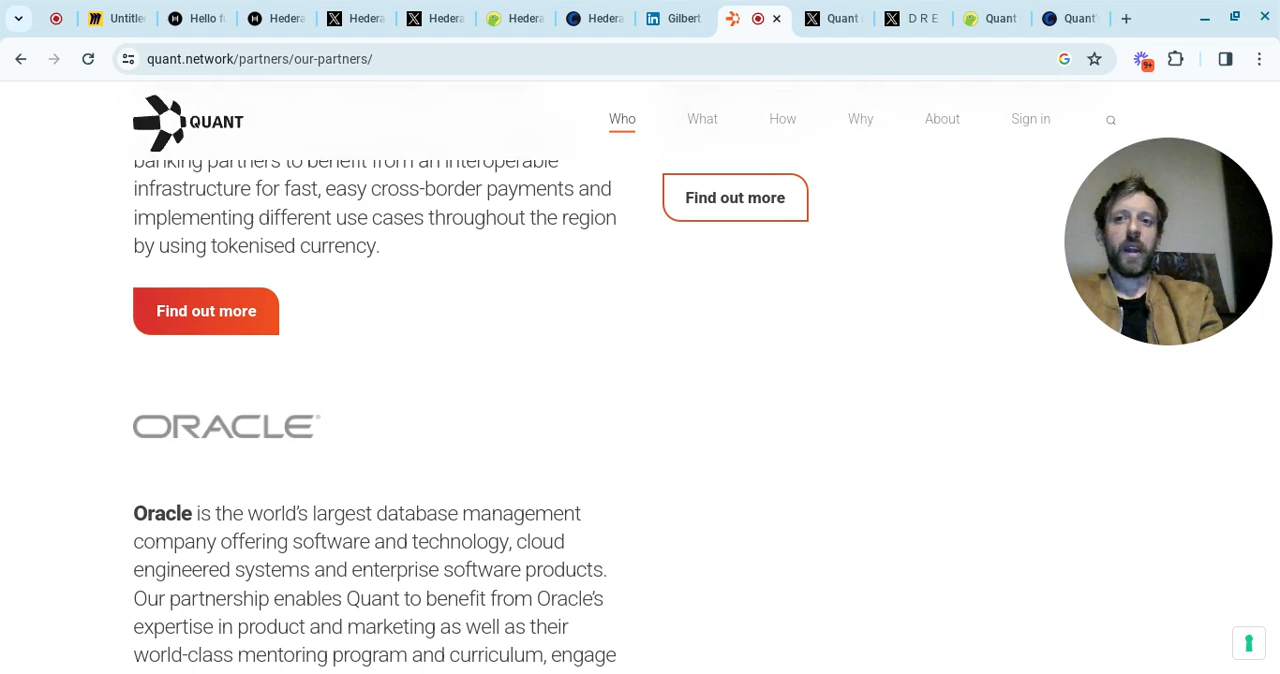 Untitle
Hello f
Hedera
Hedera
Hedera
Hedera
Hedera
Gilbert
Quant
D R E
Quant
Quant'
quant.network/partners/our-partners/
9+
QUANT
Who
What
How
Why
About
Sign in
banking partners to benefit from an interoperable
infrastructure for fast, easy cross-border payments and
implementing different use cases throughout the region
by using tokenised currency.
Find out more
Find out more
ORACLE
Oracle is the world's largest database management
company offering software and technology, cloud
engineered systems and enterprise software products.
Our partnership enables Quant to benefit from Oracle's
expertise in product and marketing as well as their
world-class mentoring program and curriculum, engage